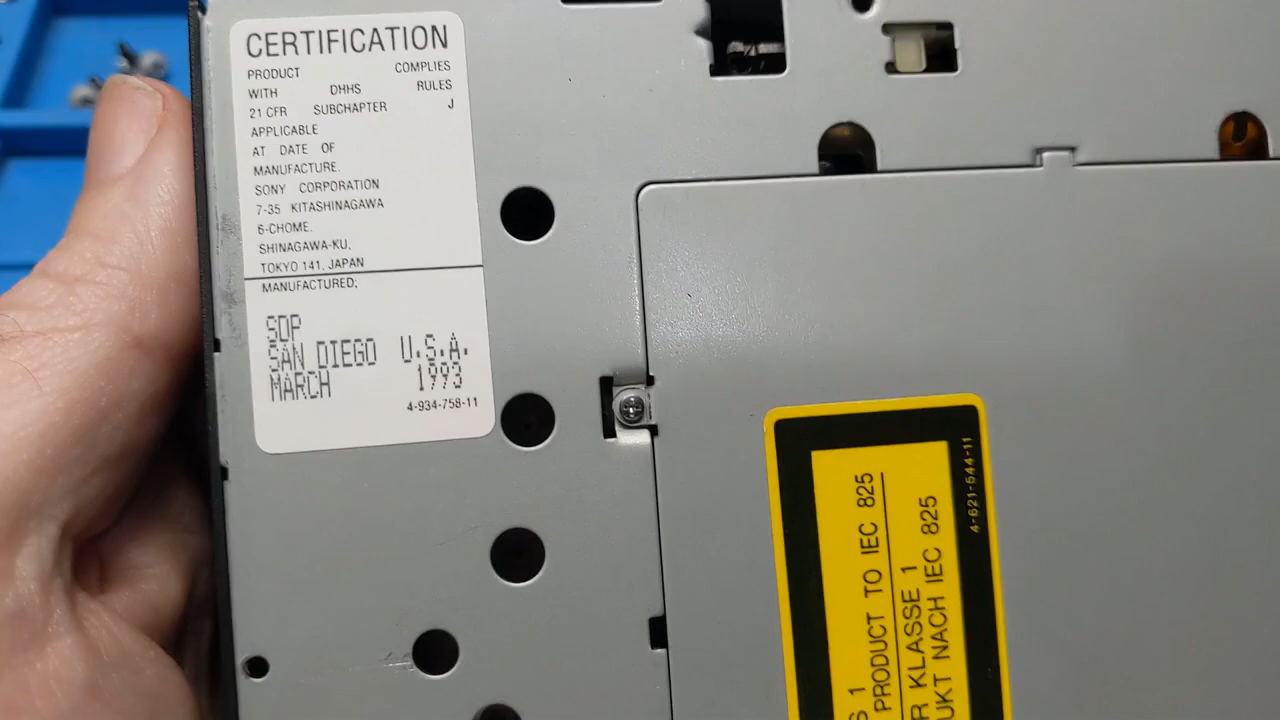 CERTIFICATION
PRODUCT COMPLIES
WITH DHHS RULES
21 CFR SUBCHAPTER J
APPLICABLE
AT DATE OF
MANUFACTURE.
SONY CORPORATION
7-35 KITASHINAGAWA
6-CHOME.
SHINAGAWA-KU,
TOKYO 141, JAPAN
MANUFACTURED;
SDP
SAN DIEGO U.S.A.
MARCH 1993
4-934-758-11
S 1
PRODUCT TO IEC 825
R KLASSE 1
UKT NACH IEC 825
4-621-644-11